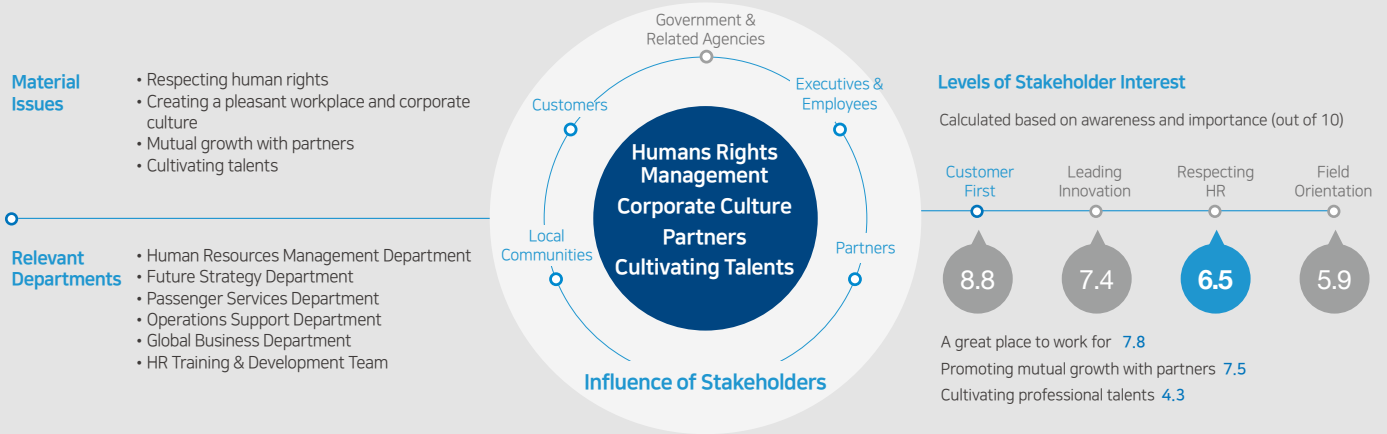 Material
Issues
• Respecting human rights
• Creating a pleasant workplace and corporate
culture
• Mutual growth with partners
• Cultivating talents
Relevant
Departments
• Human Resources Management Department
• Future Strategy Department
• Passenger Services Department
• Operations Support Department
• Global Business Department
• HR Training & Development Team
Government &
Related Agencies
Customers
Executives &
Employees
Humans Rights
Management
Corporate Culture
Partners
Cultivating Talents
Local
Communities
Partners
Influence of Stakeholders
Levels of Stakeholder Interest
Calculated based on awareness and importance (out of 10)
Customer
First
Leading
Innovation
Respecting
HR
Field
Orientation
8.8
7.4
6.5
5.9
A great place to work for 7.8
Promoting mutual growth with partners 7.5
Cultivating professional talents 4.3